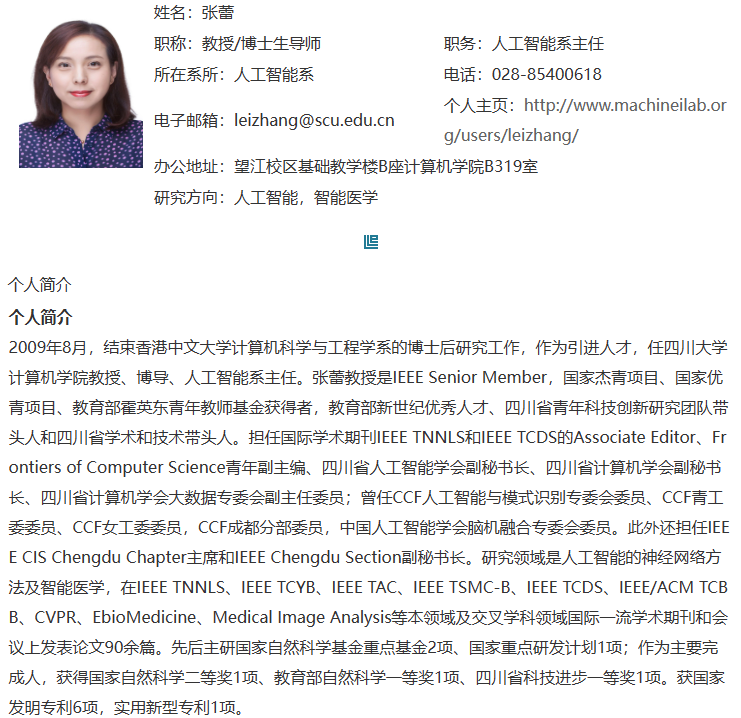 姓名：张蕾
职称：教授/博士生导师
职务：人工智能系主任
所在系所：人工智能系
电话：028-85400618
电子邮箱：leizhang@scu.edu.cn
个人主页：http://www.machineilab.or
g/users/leizhang/
办公地址：望江校区基础教学楼B座计算机学院B319室
研究方向：人工智能，智能医学
个人简介
个人简介
2009年8月，结束香港中文大学计算机科学与工程学系的博士后研究工作，作为引进人才，任四川大学
计算机学院教授、博导、人工智能系主任。张蕾教授是IEEE Senior Member，国家杰青项目、国家优
青项目、教育部霍英东青年教师基金获得者，教育部新世纪优秀人才、四川省青年科技创新研究团队带
头人和四川省学术和技术带头人。担任国际学术期刊IEEE TNNLS和IEEE TCDS的Associate Editor、Fr
ontiers of Computer Science青年副主编、四川省人工智能学会副秘书长、四川省计算机学会副秘书
长、四川省计算机学会大数据专委会副主任委员；曾任CCF人工智能与模式识别专委会委员、CCF青工
委委员、CCF女工委委员，CCF成都分部委员，中国人工智能学会脑机融合专委会委员。此外还担任IEE
E CIS Chengdu Chapter主席和IEEE Chengdu Section副秘书长。研究领域是人工智能的神经网络方
法及智能医学，在IEEE TNNLS、IEEE TCYB、IEEE TAC、IEEE TSMC-B、IEEE TCDS、IEEE/ACM TCB
B、CVPR、EbioMedicine、Medical Image Analysis等本领域及交叉学科领域国际一流学术期刊和会
议上发表论文90余篇。先后主研国家自然科学基金重点基金2项、国家重点研发计划1项；作为主要完
成人，获得国家自然科学二等奖1项、教育部自然科学一等奖1项、四川省科技进步一等奖1项。获国家
发明专利6项，实用新型专利1项。